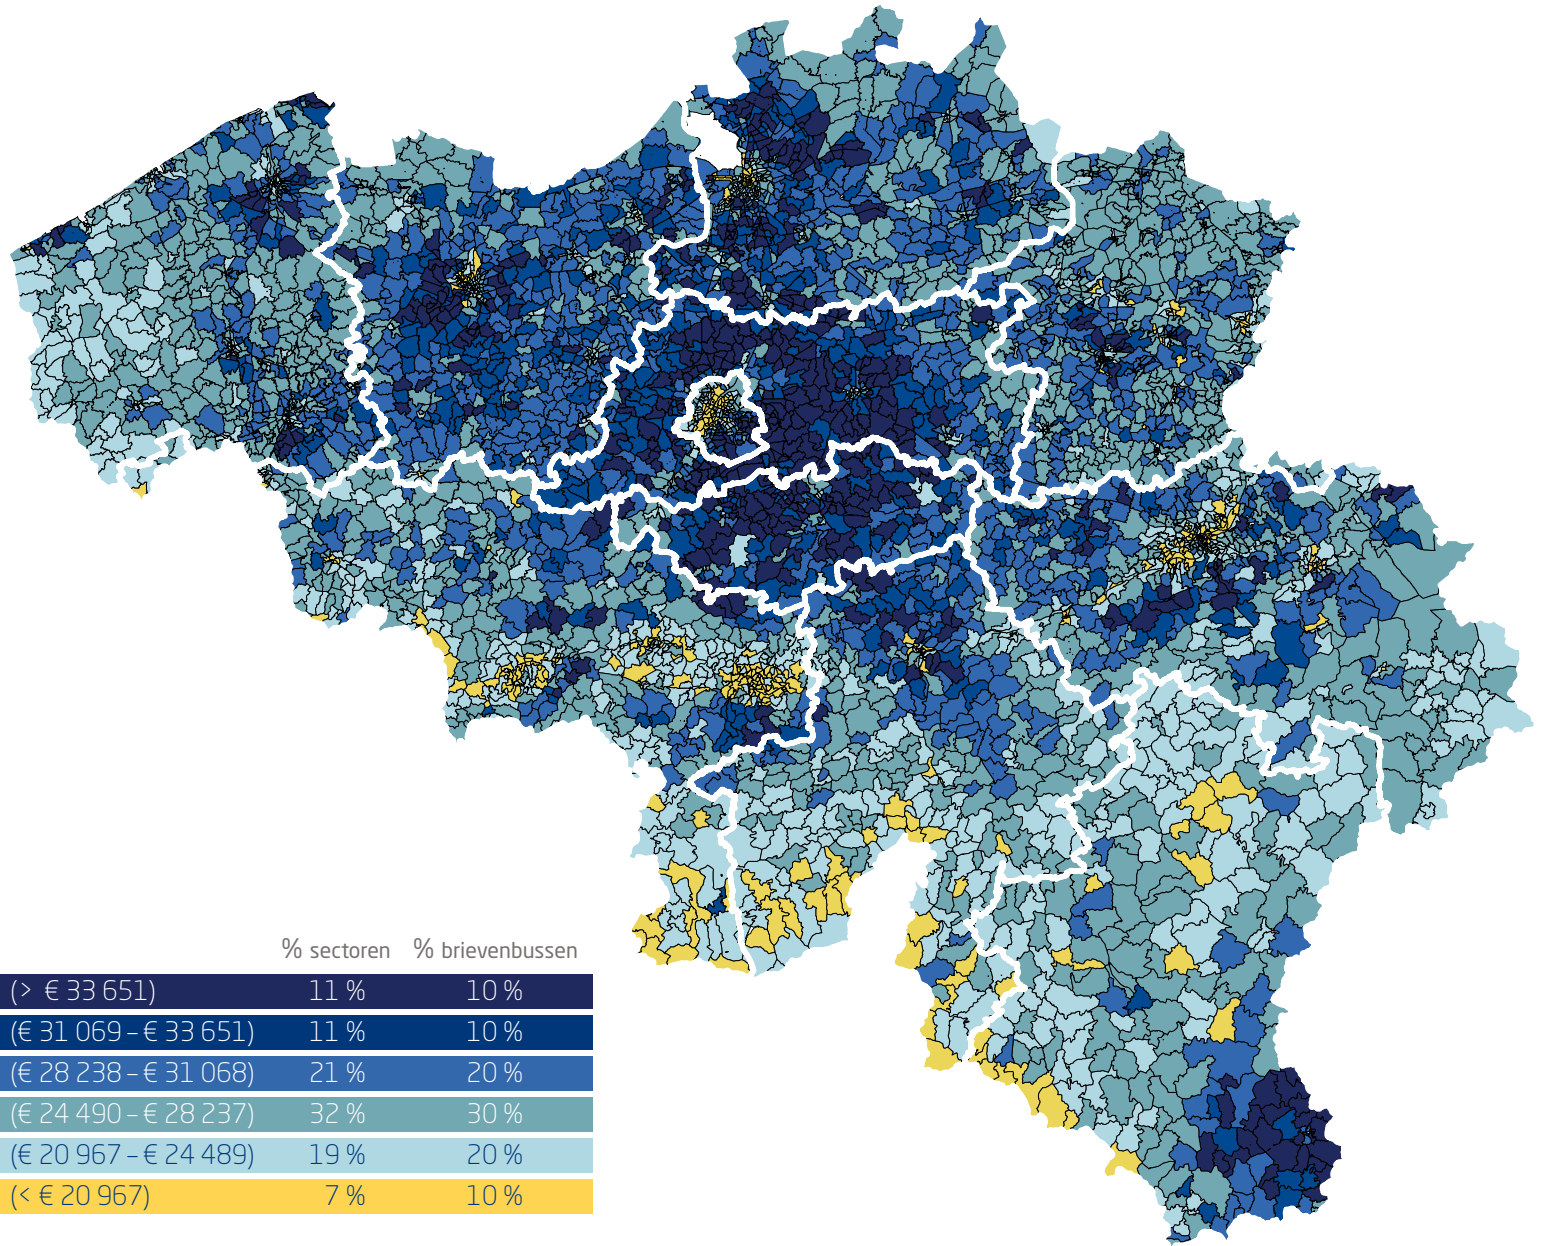 % sectoren % brievenbussen
(> € 33 651) 11 % 10 %
(€ 31 069 – € 33 651) 11 % 10 %
(€ 28 238 – € 31 068) 21 % 20 %
(€ 24 490 – € 28 237) 32 % 30 %
(€ 20 967 – € 24 489) 19 % 20 %
(< € 20 967) 7 % 10 %